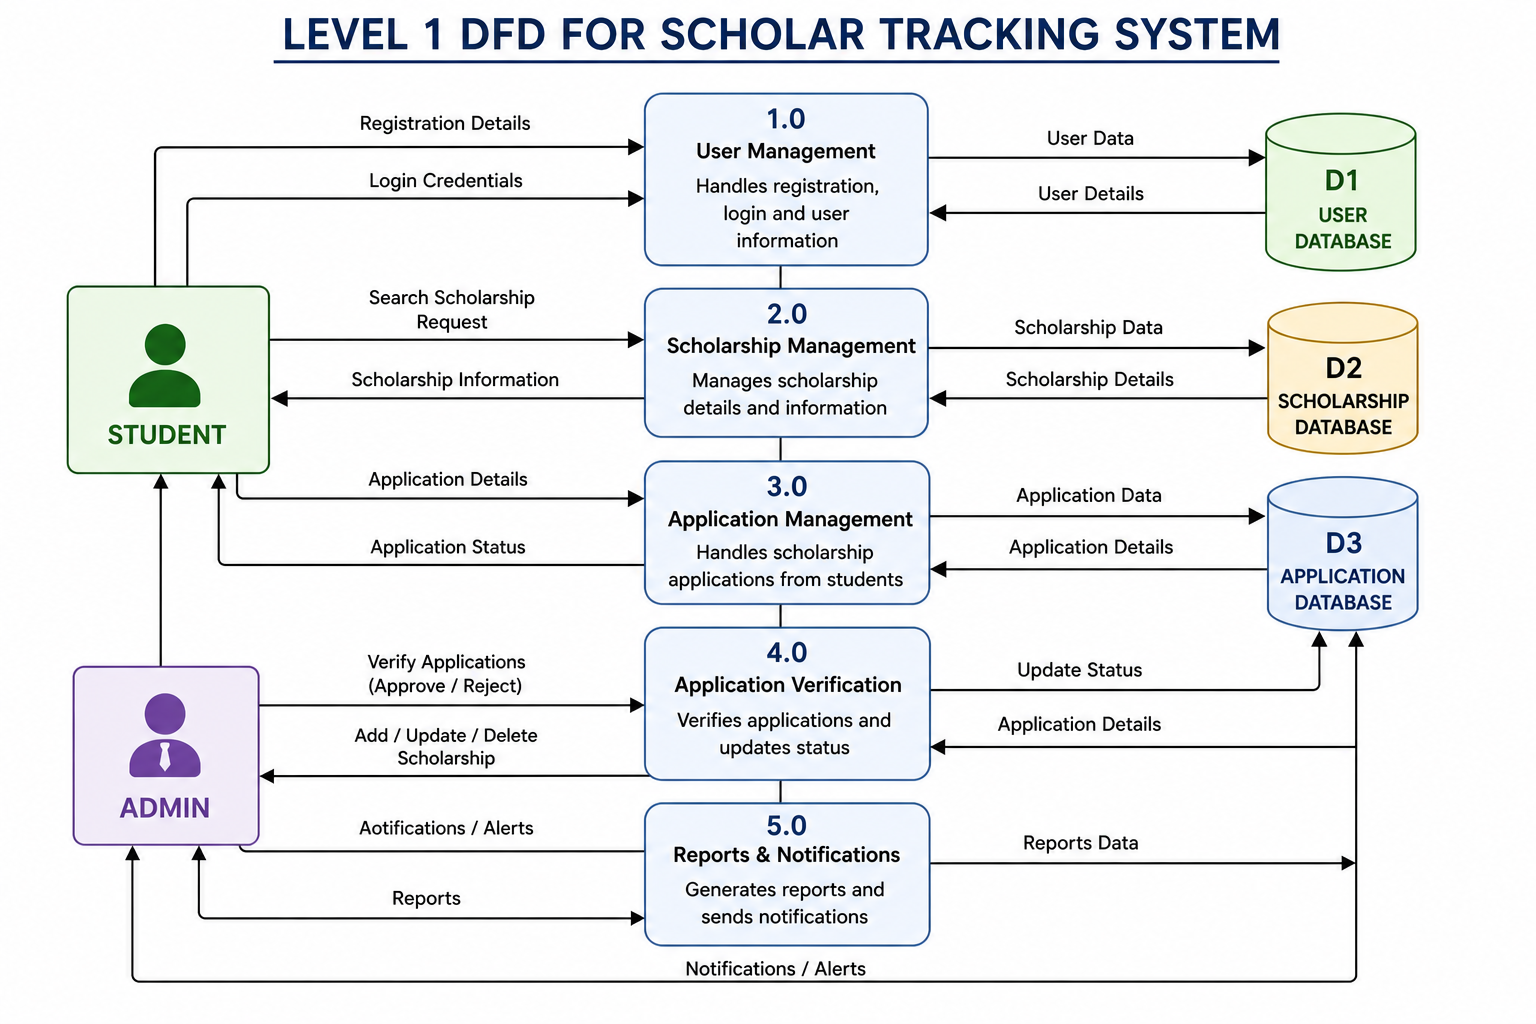 LEVEL 1 DFD FOR SCHOLAR TRACKING SYSTEM
Registration Details
Login Credentials
1.0
User Management
Handles registration,
login and user
information
User Data
User Details
D1
USER
DATABASE
STUDENT
Search Scholarship
Request
Scholarship Information
2.0
Scholarship Management
Manages scholarship
details and information
Scholarship Data
Scholarship Details
D2
SCHOLARSHIP
DATABASE
Application Details
Application Status
3.0
Application Management
Handles scholarship
applications from students
Application Data
Application Details
D3
APPLICATION
DATABASE
ADMIN
Verify Applications
(Approve / Reject)
Add / Update / Delete
Scholarship
4.0
Application Verification
Verifies applications and
updates status
Update Status
Application Details
Aotifications / Alerts
Reports
5.0
Reports & Notifications
Generates reports and
sends notifications
Reports Data
Notifications / Alerts